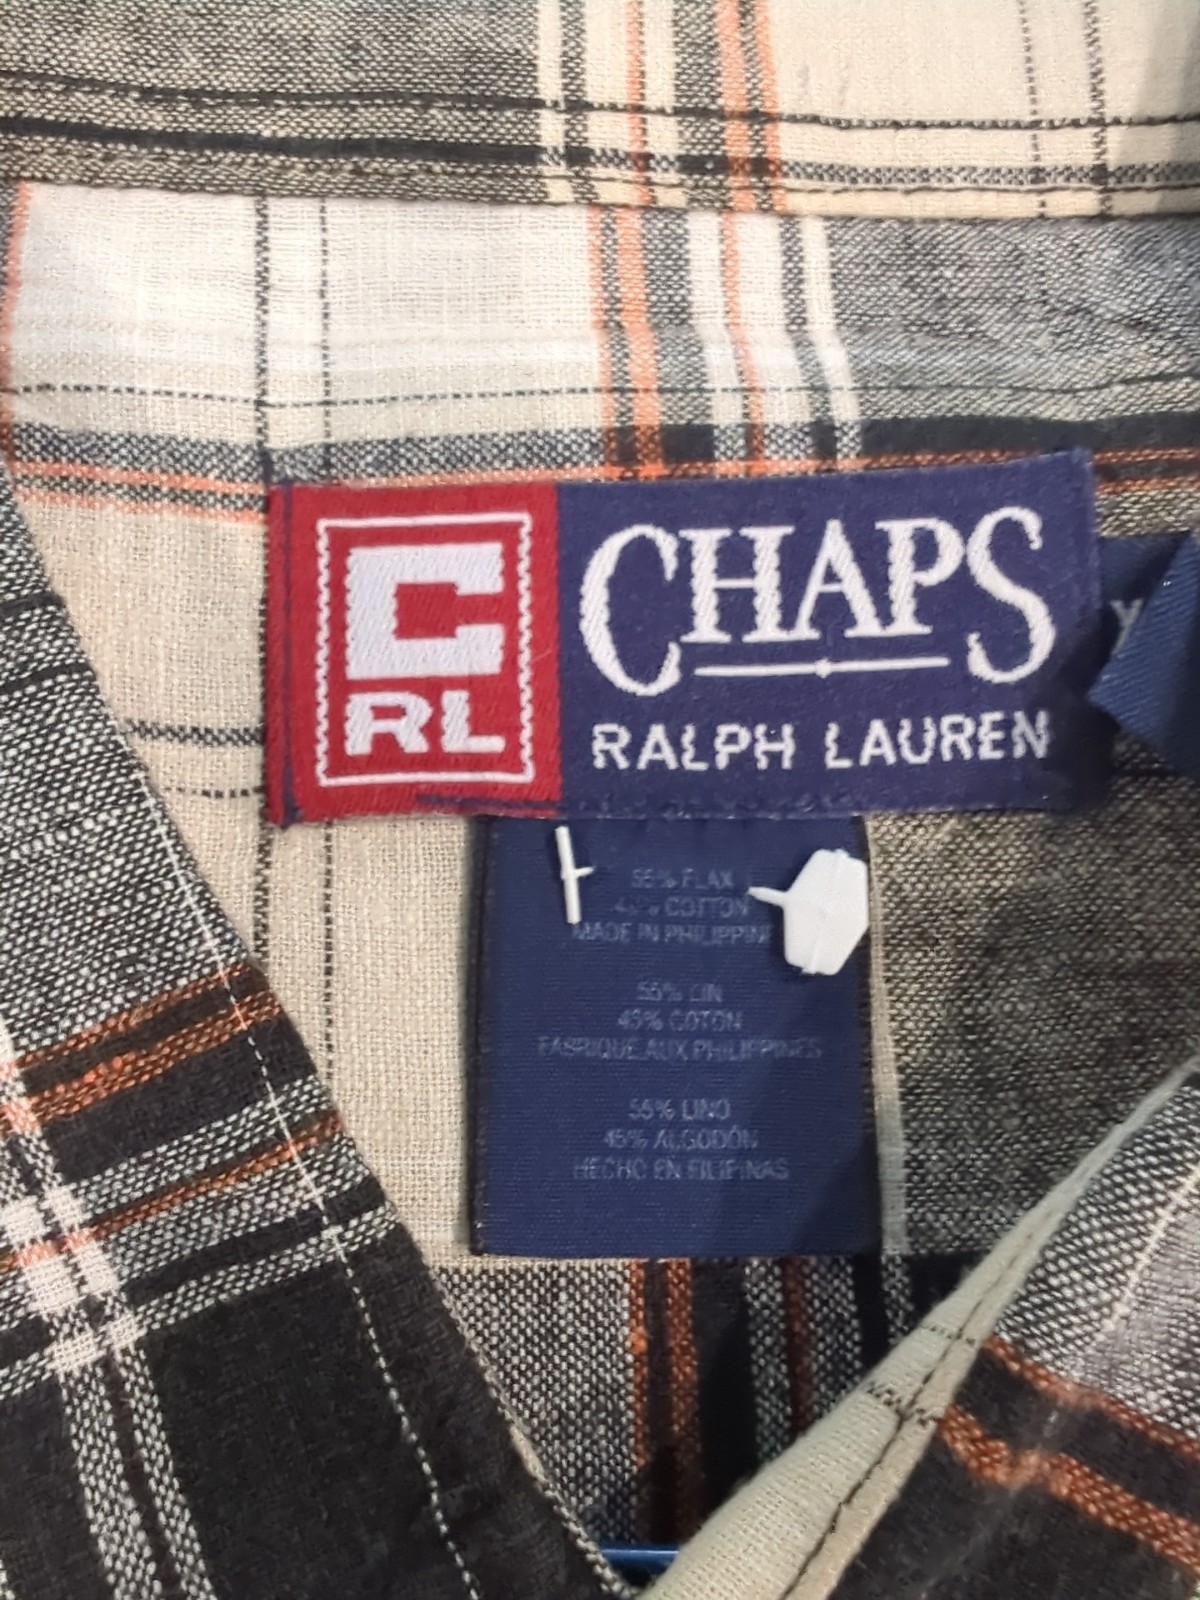 C
RL
CHAPS
RALPH LAUREN
55% FLAX
45% COTTON
MADE IN PHILIPPINE
55% LIN
45% COTON
FABRIQUE AUX PHILIPPINES
55% LINO
45% ALGODÓN
HECHO EN FILIPINAS